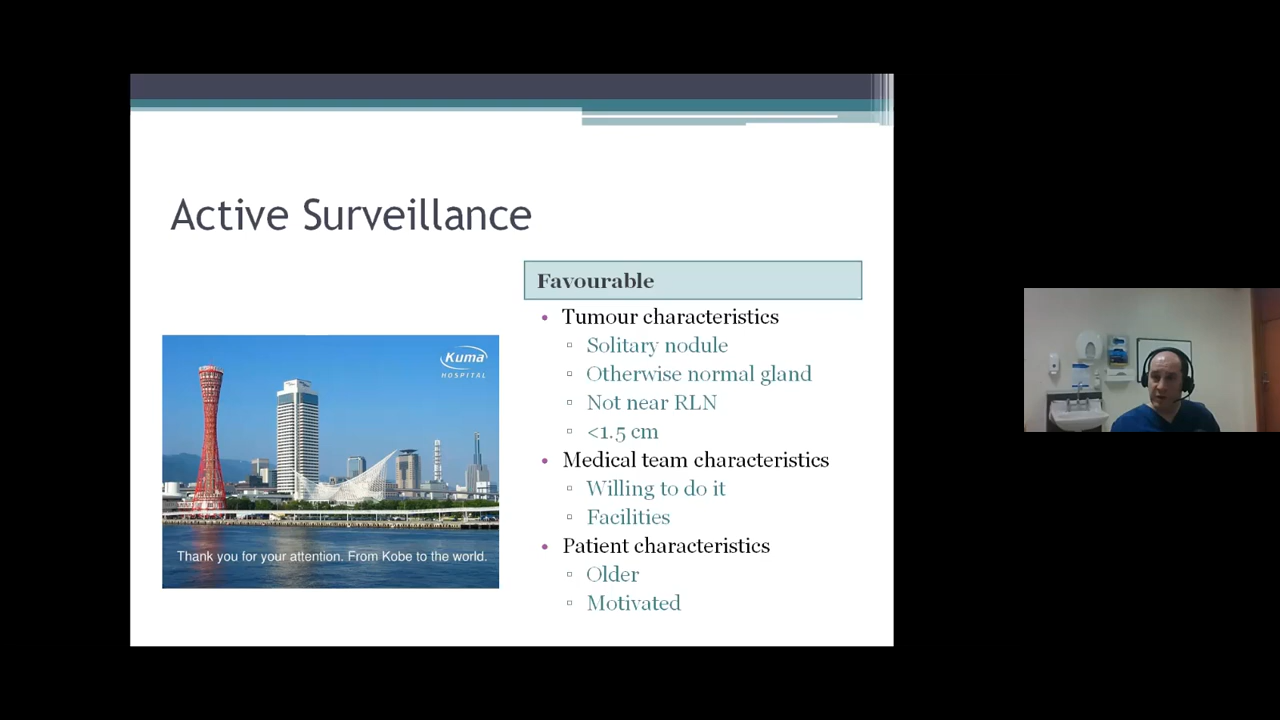 Active Surveillance
Kuma
HOSPITAL
Thank you for your attention. From Kobe to the world.
Favourable
• Tumour characteristics
▫ Solitary nodule
▫ Otherwise normal gland
▫ Not near RLN
▫ <1.5 cm
• Medical team characteristics
▫ Willing to do it
▫ Facilities
• Patient characteristics
▫ Older
▫ Motivated